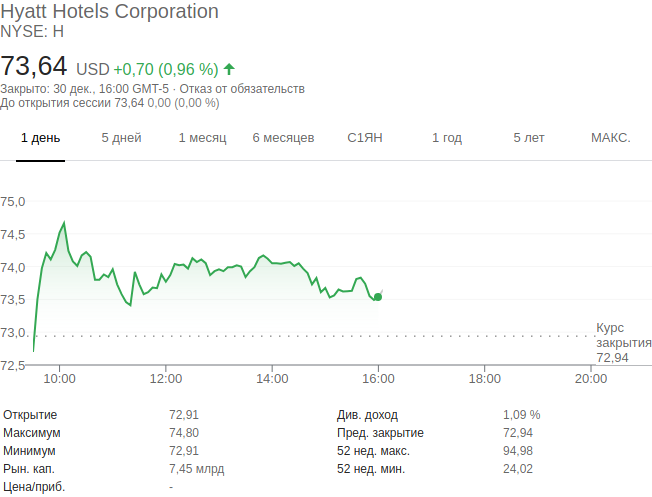 Hyatt Hotels Corporation
NYSE: H
73,64 USD +0,70 (0,96 %)
Закрыто: 30 дек., 16:00 GMT-5 · Отказ от обязательств
До открытия сессии 73,64 0,00 (0,00 %)
1 день 5 дней 1 месяц 6 месяцев С1ЯН 1 год 5 лет МАКС.
75,0
74,5
74,0
73,5
73,0
72,5
Курс
закрытия
72,94
10:00 12:00 14:00 16:00 18:00 20:00
Открытие 72,91 Див. доход 1,09 %
Максимум 74,80 Пред. закрытие 72,94
Минимум 72,91 52 нед. макс. 94,98
Рын. кап. 7,45 млрд 52 нед. мин. 24,02
Цена/приб. -